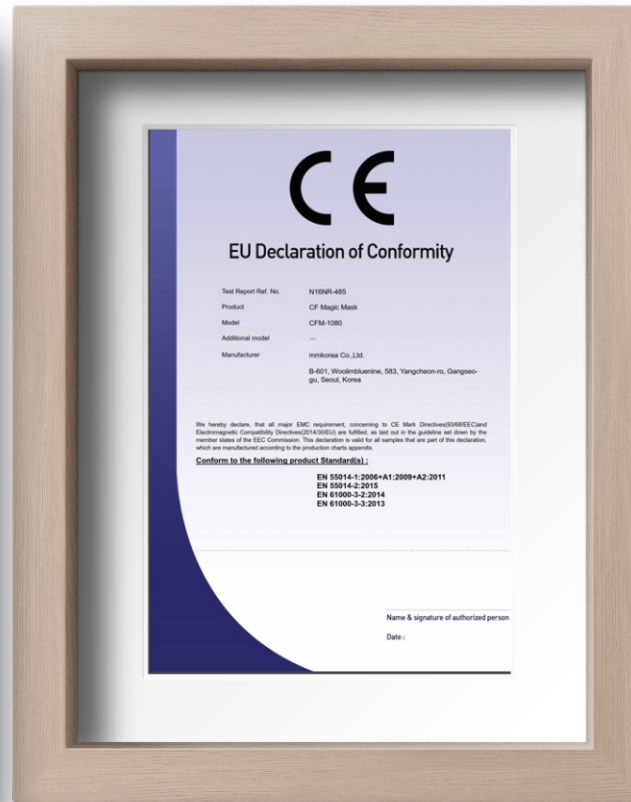 CE
EU Declaration of Conformity
Test Report Ref. No. N16NR-485
Product CF Magic Mask
Model CFM-1080
Additional model —
Manufacturer mmkorea Co.,Ltd.
B-601, Woolimbluenine, 583, Yangcheon-ro, Gangseo-
gu, Seoul, Korea
We hereby declare, that all major EMC requirement, concerning to CE Mark Directives(93/68/EEC)and
Electromagnetic Compatibility Directives(2014/30/EU) are fulfilled, as laid out in the guideline set down by the
member states of the EEC Commission. This declaration is valid for all samples that are part of this declaration,
which are manufactured according to the production charts appendix.
Conform to the following product Standard(s) :
EN 55014-1:2006+A1:2009+A2:2011
EN 55014-2:2015
EN 61000-3-2:2014
EN 61000-3-3:2013
Name & signature of authorized person
Date :